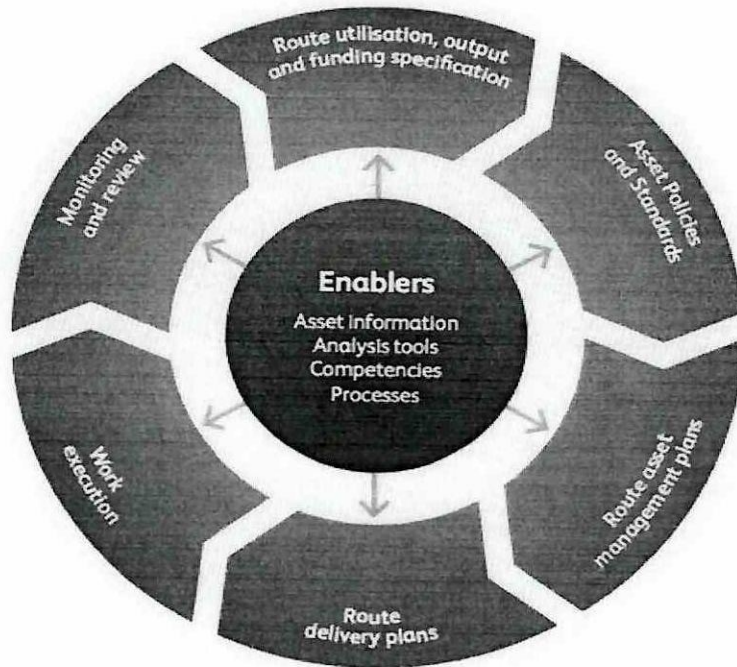 Route utilisation, output
and funding specification
Asset Policies
and Standards
Route asset
management plans
Route
delivery plans
Work
execution
Monitoring
and review
Enablers
Asset information
Analysis tools
Competencies
Processes